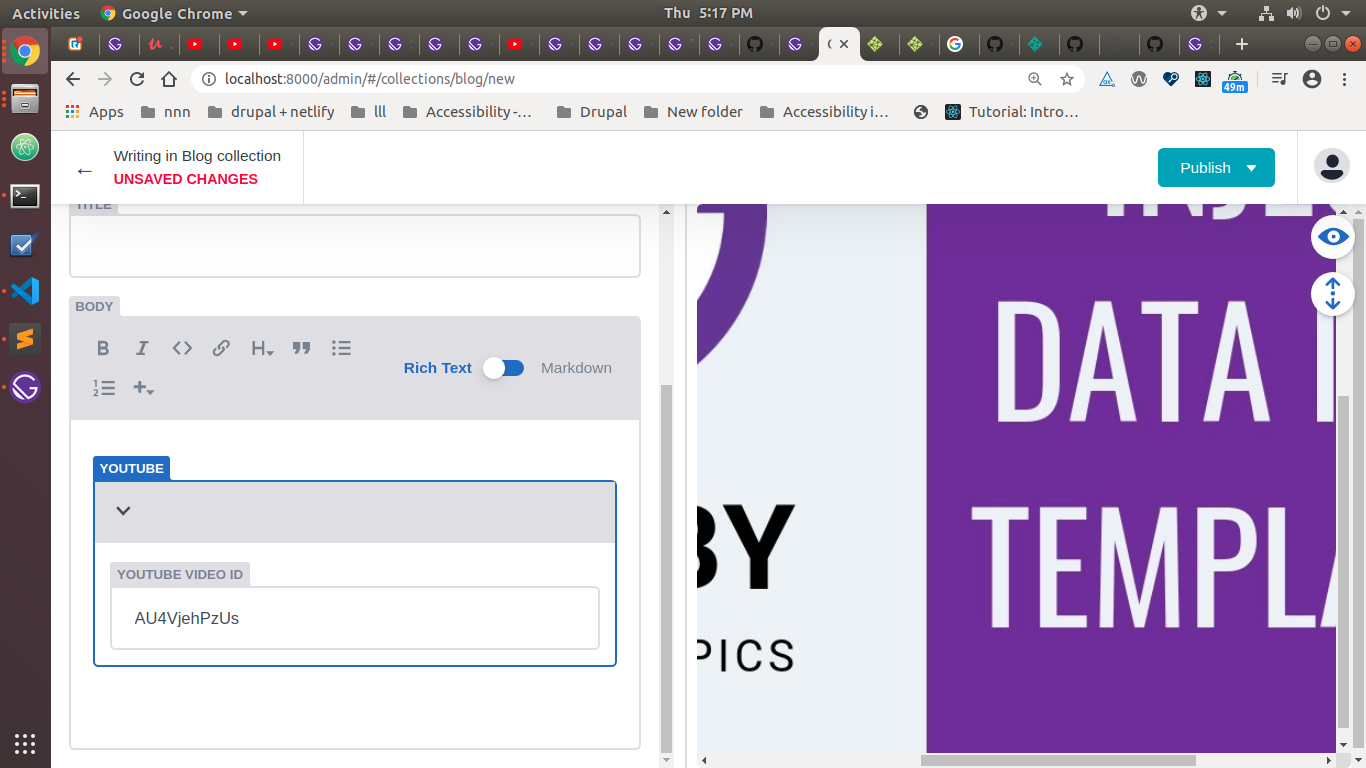 Activities
Google Chrome
Thu 5:17 PM
localhost:8000/admin/#/collections/blog/new
49m
Apps
nnn
drupal + netlify
lll
Accessibility -…
Drupal
New folder
Accessibility i…
Tutorial: Intro…
←
Writing in Blog collection
UNSAVED CHANGES
Publish
TITLE
BODY
B I <> H
Rich Text
Markdown
YOUTUBE
YOUTUBE VIDEO ID
AU4VjehPzUs
DATA
TEMPLA
BY
PICS